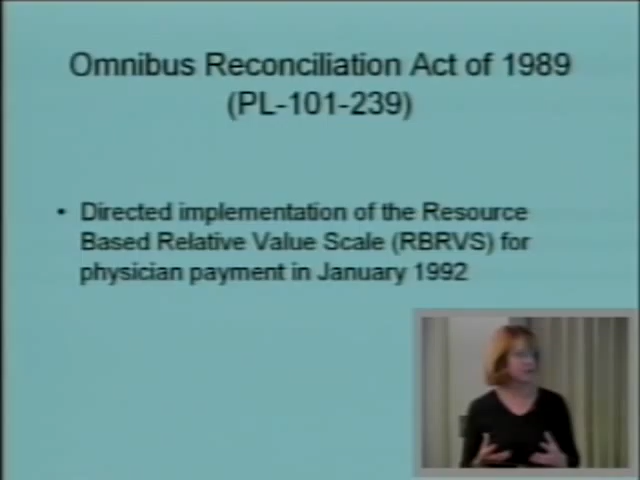 Omnibus Reconciliation Act of 1989
(PL-101-239)
• Directed implementation of the Resource
Based Relative Value Scale (RBRVS) for
physician payment in January 1992